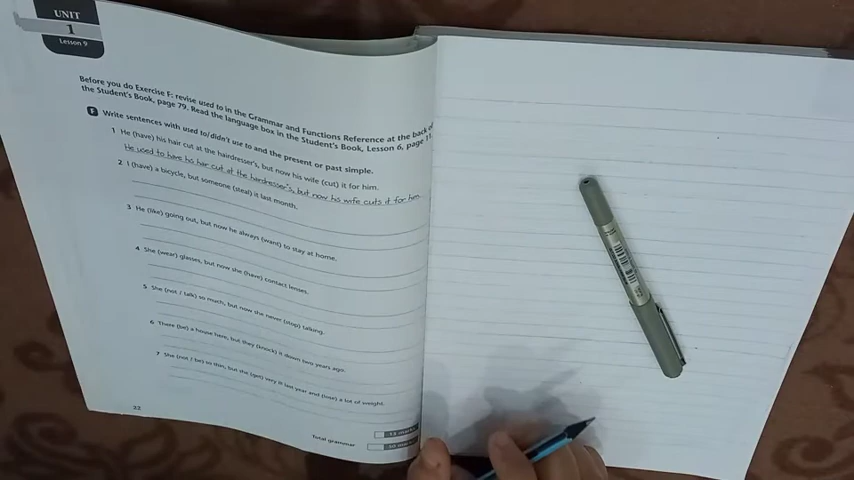 UNIT
1
Lesson 9
Before you do Exercise F: revise used to in the Grammar and Functions Reference at the back of
the Student's Book, page 79. Read the language box in the Student's Book, Lesson 6, page 11.
F Write sentences with used to/didn't use to and the present or past simple.
1 He (have) his hair cut at the hairdresser's, but now his wife (cut) it for him.
He used to have his hair cut at the hairdresser's, but now his wife cuts it for him.
2 I (have) a bicycle, but someone (steal) it last month.
3 He (like) going out, but now he always (want) to stay at home.
4 She (wear) glasses, but now she (have) contact lenses.
5 She (not / talk) so much, but now she never (stop) talking.
6 There (be) a house here, but they (knock) it down two years ago.
7 She (not / be) so thin, but she (get) very ill last year and (lose) a lot of weight.
22
Total grammar